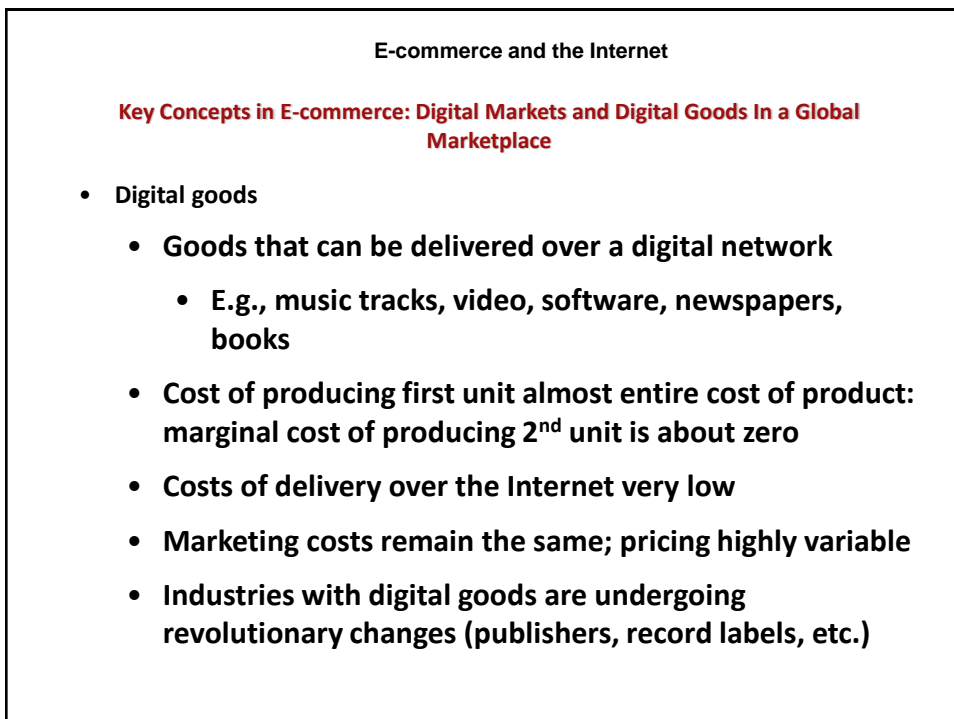 E-commerce and the Internet
Key Concepts in E-commerce: Digital Markets and Digital Goods In a Global
Marketplace
• Digital goods
• Goods that can be delivered over a digital network
• E.g., music tracks, video, software, newspapers,
books
• Cost of producing first unit almost entire cost of product:
marginal cost of producing 2nd unit is about zero
• Costs of delivery over the Internet very low
• Marketing costs remain the same; pricing highly variable
• Industries with digital goods are undergoing
revolutionary changes (publishers, record labels, etc.)